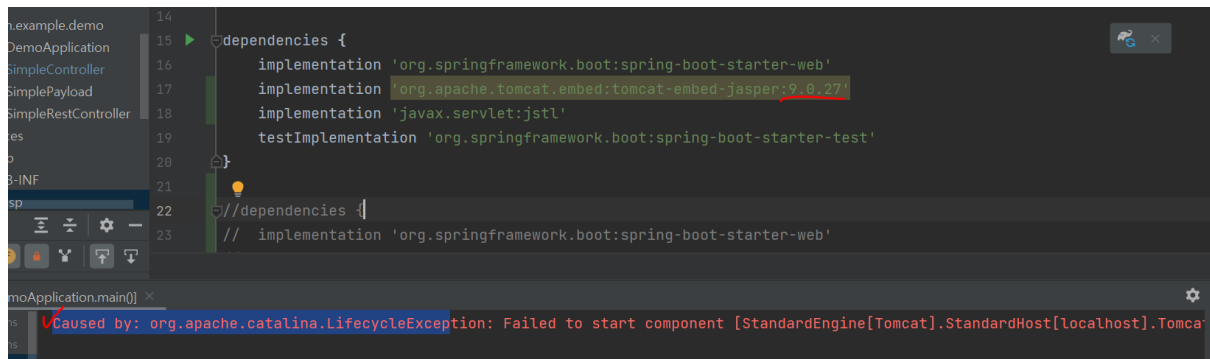 n.example.demo
DemoApplication
SimpleController
SimplePayload
SimpleRestController
es
B-INF
sp
14
15 dependencies {
16 implementation 'org.springframework.boot:spring-boot-starter-web'
17 implementation 'org.apache.tomcat.embed:tomcat-embed-jasper:9.0.27'
18 implementation 'javax.servlet:jstl'
19 testImplementation 'org.springframework.boot:spring-boot-starter-test'
20 }
21
22 //dependencies {
23 // implementation 'org.springframework.boot:spring-boot-starter-web'
moApplication.main()]
ns Caused by: org.apache.catalina.LifecycleException: Failed to start component [StandardEngine[Tomcat].StandardHost[localhost].Tomca
ns